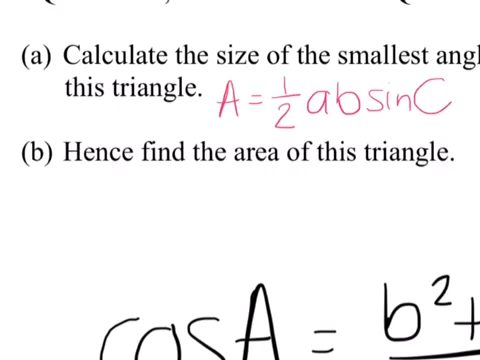 (a) Calculate the size of the smallest
this triangle. A = 1/2 ab sin C
(b) Hence find the area of this triangle.
cos A = b² +